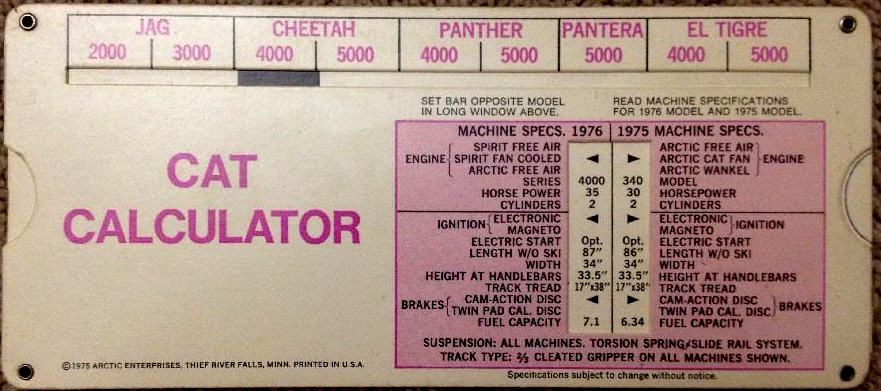 JAG CHEETAH PANTHER PANTERA EL TIGRE
2000 3000 4000 5000 4000 5000 5000 4000 5000
SET BAR OPPOSITE MODEL
IN LONG WINDOW ABOVE.
READ MACHINE SPECIFICATIONS
FOR 1976 MODEL AND 1975 MODEL.
CAT
CALCULATOR
MACHINE SPECS. 1976 1975 MACHINE SPECS.
SPIRIT FREE AIR ARCTIC FREE AIR
ENGINE SPIRIT FAN COOLED ◄ ► ARCTIC CAT FAN ENGINE
ARCTIC FREE AIR ARCTIC WANKEL
SERIES 4000 340 MODEL
HORSE POWER 35 30 HORSEPOWER
CYLINDERS 2 2 CYLINDERS
IGNITION ELECTRONIC ◄ ► ELECTRONIC IGNITION
MAGNETO MAGNETO
ELECTRIC START Opt. Opt. ELECTRIC START
LENGTH W/O SKI 87" 86" LENGTH W/O SKI
WIDTH 34" 34" WIDTH
HEIGHT AT HANDLEBARS 33.5" 33.5" HEIGHT AT HANDLEBARS
TRACK TREAD 17"x38" 17"x38" TRACK TREAD
BRAKES CAM-ACTION DISC ◄ ► CAM-ACTION DISC BRAKES
TWIN PAD CAL. DISC TWIN PAD CAL. DISC
FUEL CAPACITY 7.1 6.34 FUEL CAPACITY
SUSPENSION: ALL MACHINES. TORSION SPRING/SLIDE RAIL SYSTEM.
TRACK TYPE: 2/3 CLEATED GRIPPER ON ALL MACHINES SHOWN.
©1975 ARCTIC ENTERPRISES, THIEF RIVER FALLS, MINN. PRINTED IN U.S.A.
Specifications subject to change without notice.